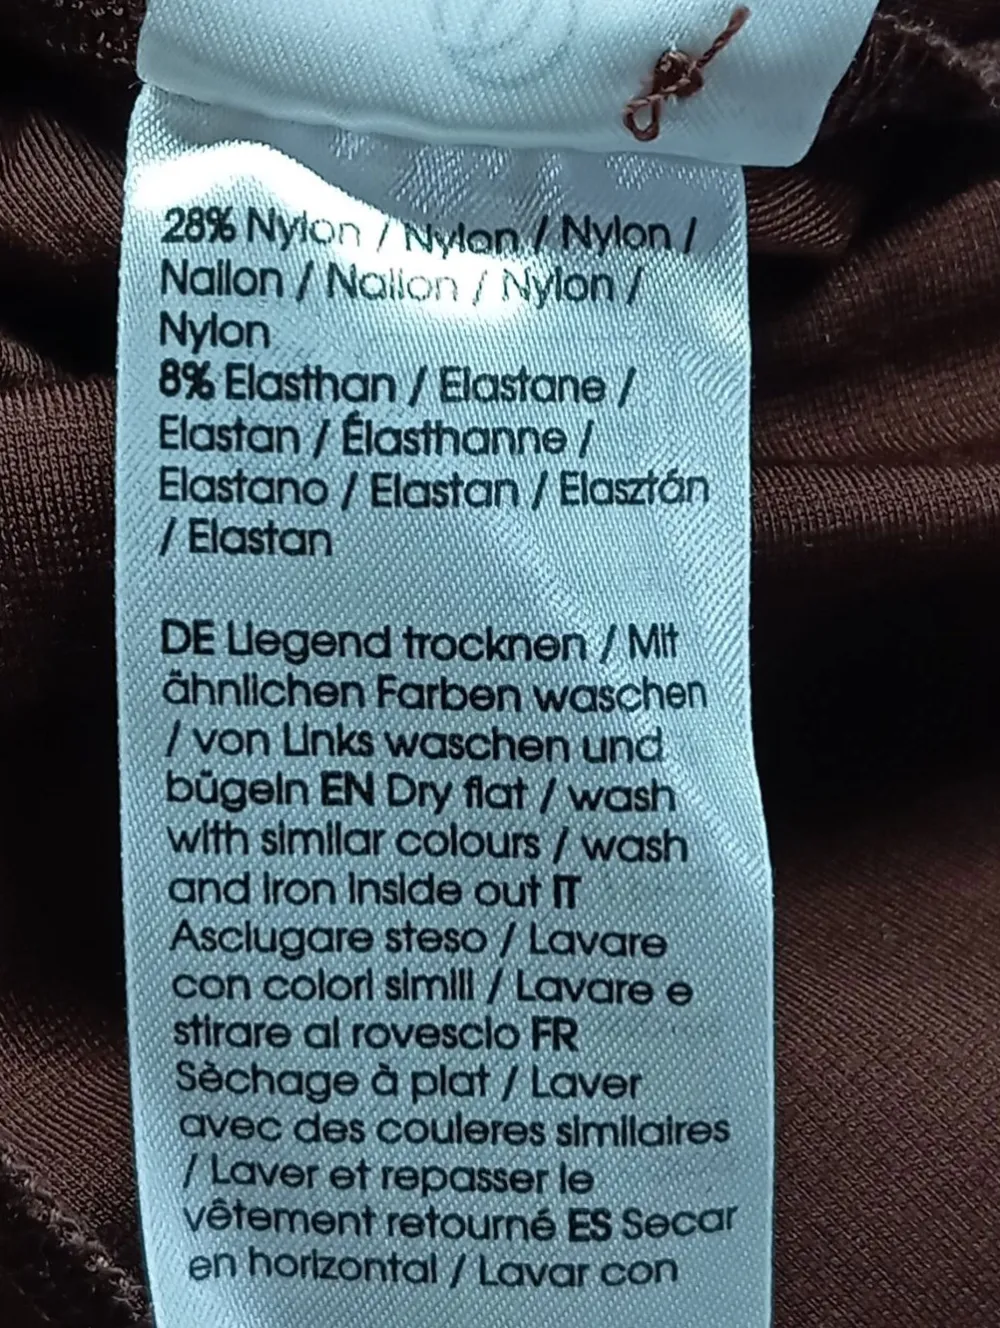 28% Nylon / Nylon / Nylon /
Nailon / Nailon / Nylon /
Nylon
8% Elasthan / Elastane /
Elastan / Élasthanne /
Elastano / Elastan / Elasztán
/ Elastan
DE Liegend trocknen / Mit
ähnlichen Farben waschen
/ von Links waschen und
bügeln EN Dry flat / wash
with similar colours / wash
and iron inside out IT
Asciugare steso / Lavare
con colori simili / Lavare e
stirare al rovescio FR
Sèchage à plat / Laver
avec des couleres similaires
/ Laver et repasser le
vêtement retourné ES Secar
en horizontal / Lavar con